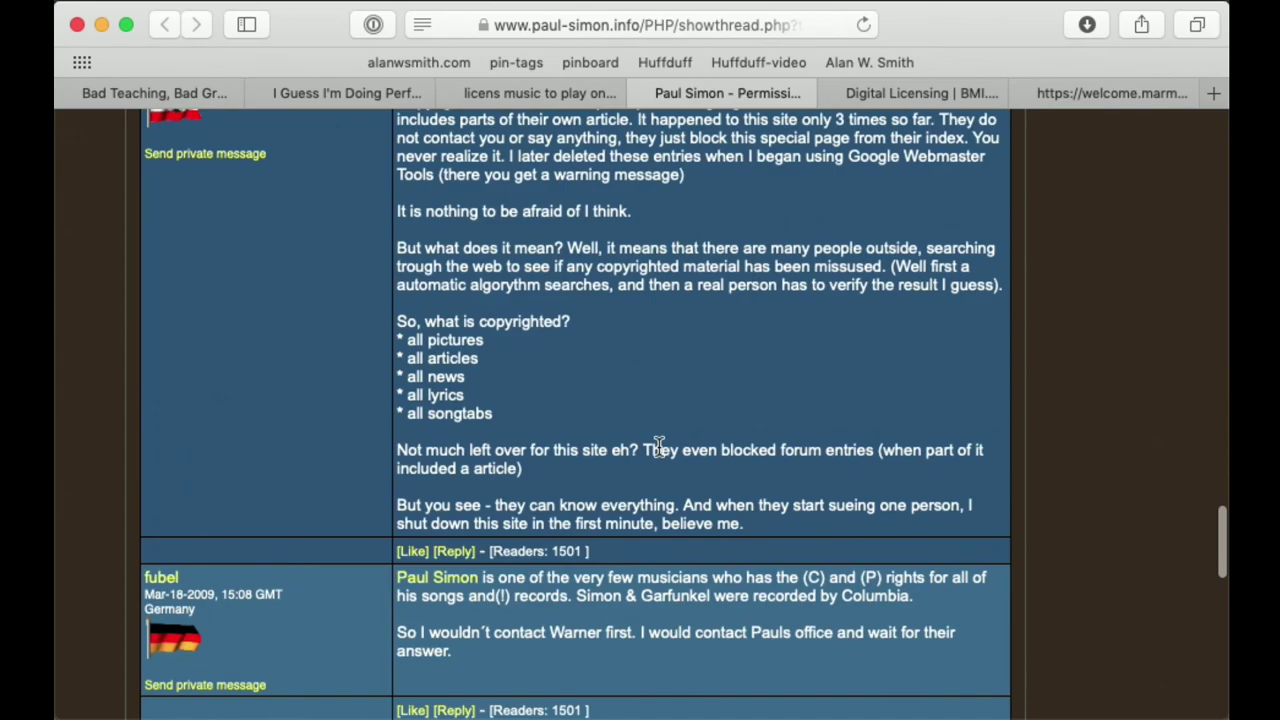 www.paul-simon.info/PHP/showthread.php?
alanwsmith.com pin-tags pinboard Huffduff Huffduff-video Alan W. Smith
Bad Teaching, Bad Gr... I Guess I'm Doing Perf... licens music to play on... Paul Simon - Permissi... Digital Licensing | BMI.... https://welcome.marm...
includes parts of their own article. It happened to this site only 3 times so far. They do
not contact you or say anything, they just block this special page from their index. You
Send private message
never realize it. I later deleted these entries when I began using Google Webmaster
Tools (there you get a warning message)
It is nothing to be afraid of I think.
But what does it mean? Well, it means that there are many people outside, searching
trough the web to see if any copyrighted material has been missused. (Well first a
automatic algorythm searches, and then a real person has to verify the result I guess).
So, what is copyrighted?
* all pictures
* all articles
* all news
* all lyrics
* all songtabs
Not much left over for this site eh? They even blocked forum entries (when part of it
included a article)
But you see - they can know everything. And when they start sueing one person, I
shut down this site in the first minute, believe me.
[Like] [Reply] - [Readers: 1501 ]
fubel
Mar-18-2009, 15:08 GMT
Germany
Send private message
Paul Simon is one of the very few musicians who has the (C) and (P) rights for all of
his songs and(!) records. Simon & Garfunkel were recorded by Columbia.
So I wouldn´t contact Warner first. I would contact Pauls office and wait for their
answer.
[Like] [Reply] - [Readers: 1501 ]